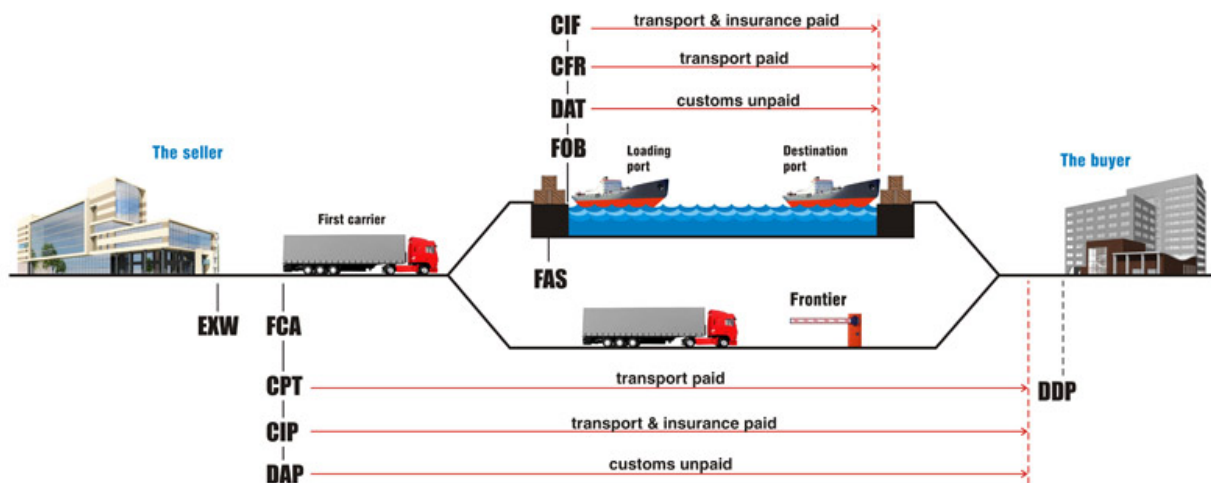 CIF transport & insurance paid
CFR transport paid
DAT customs unpaid
FOB
The seller
Loading
port
Destination
port
The buyer
First carrier
FAS
Frontier
EXW
FCA
CPT transport paid
DDP
CIP transport & insurance paid
DAP customs unpaid